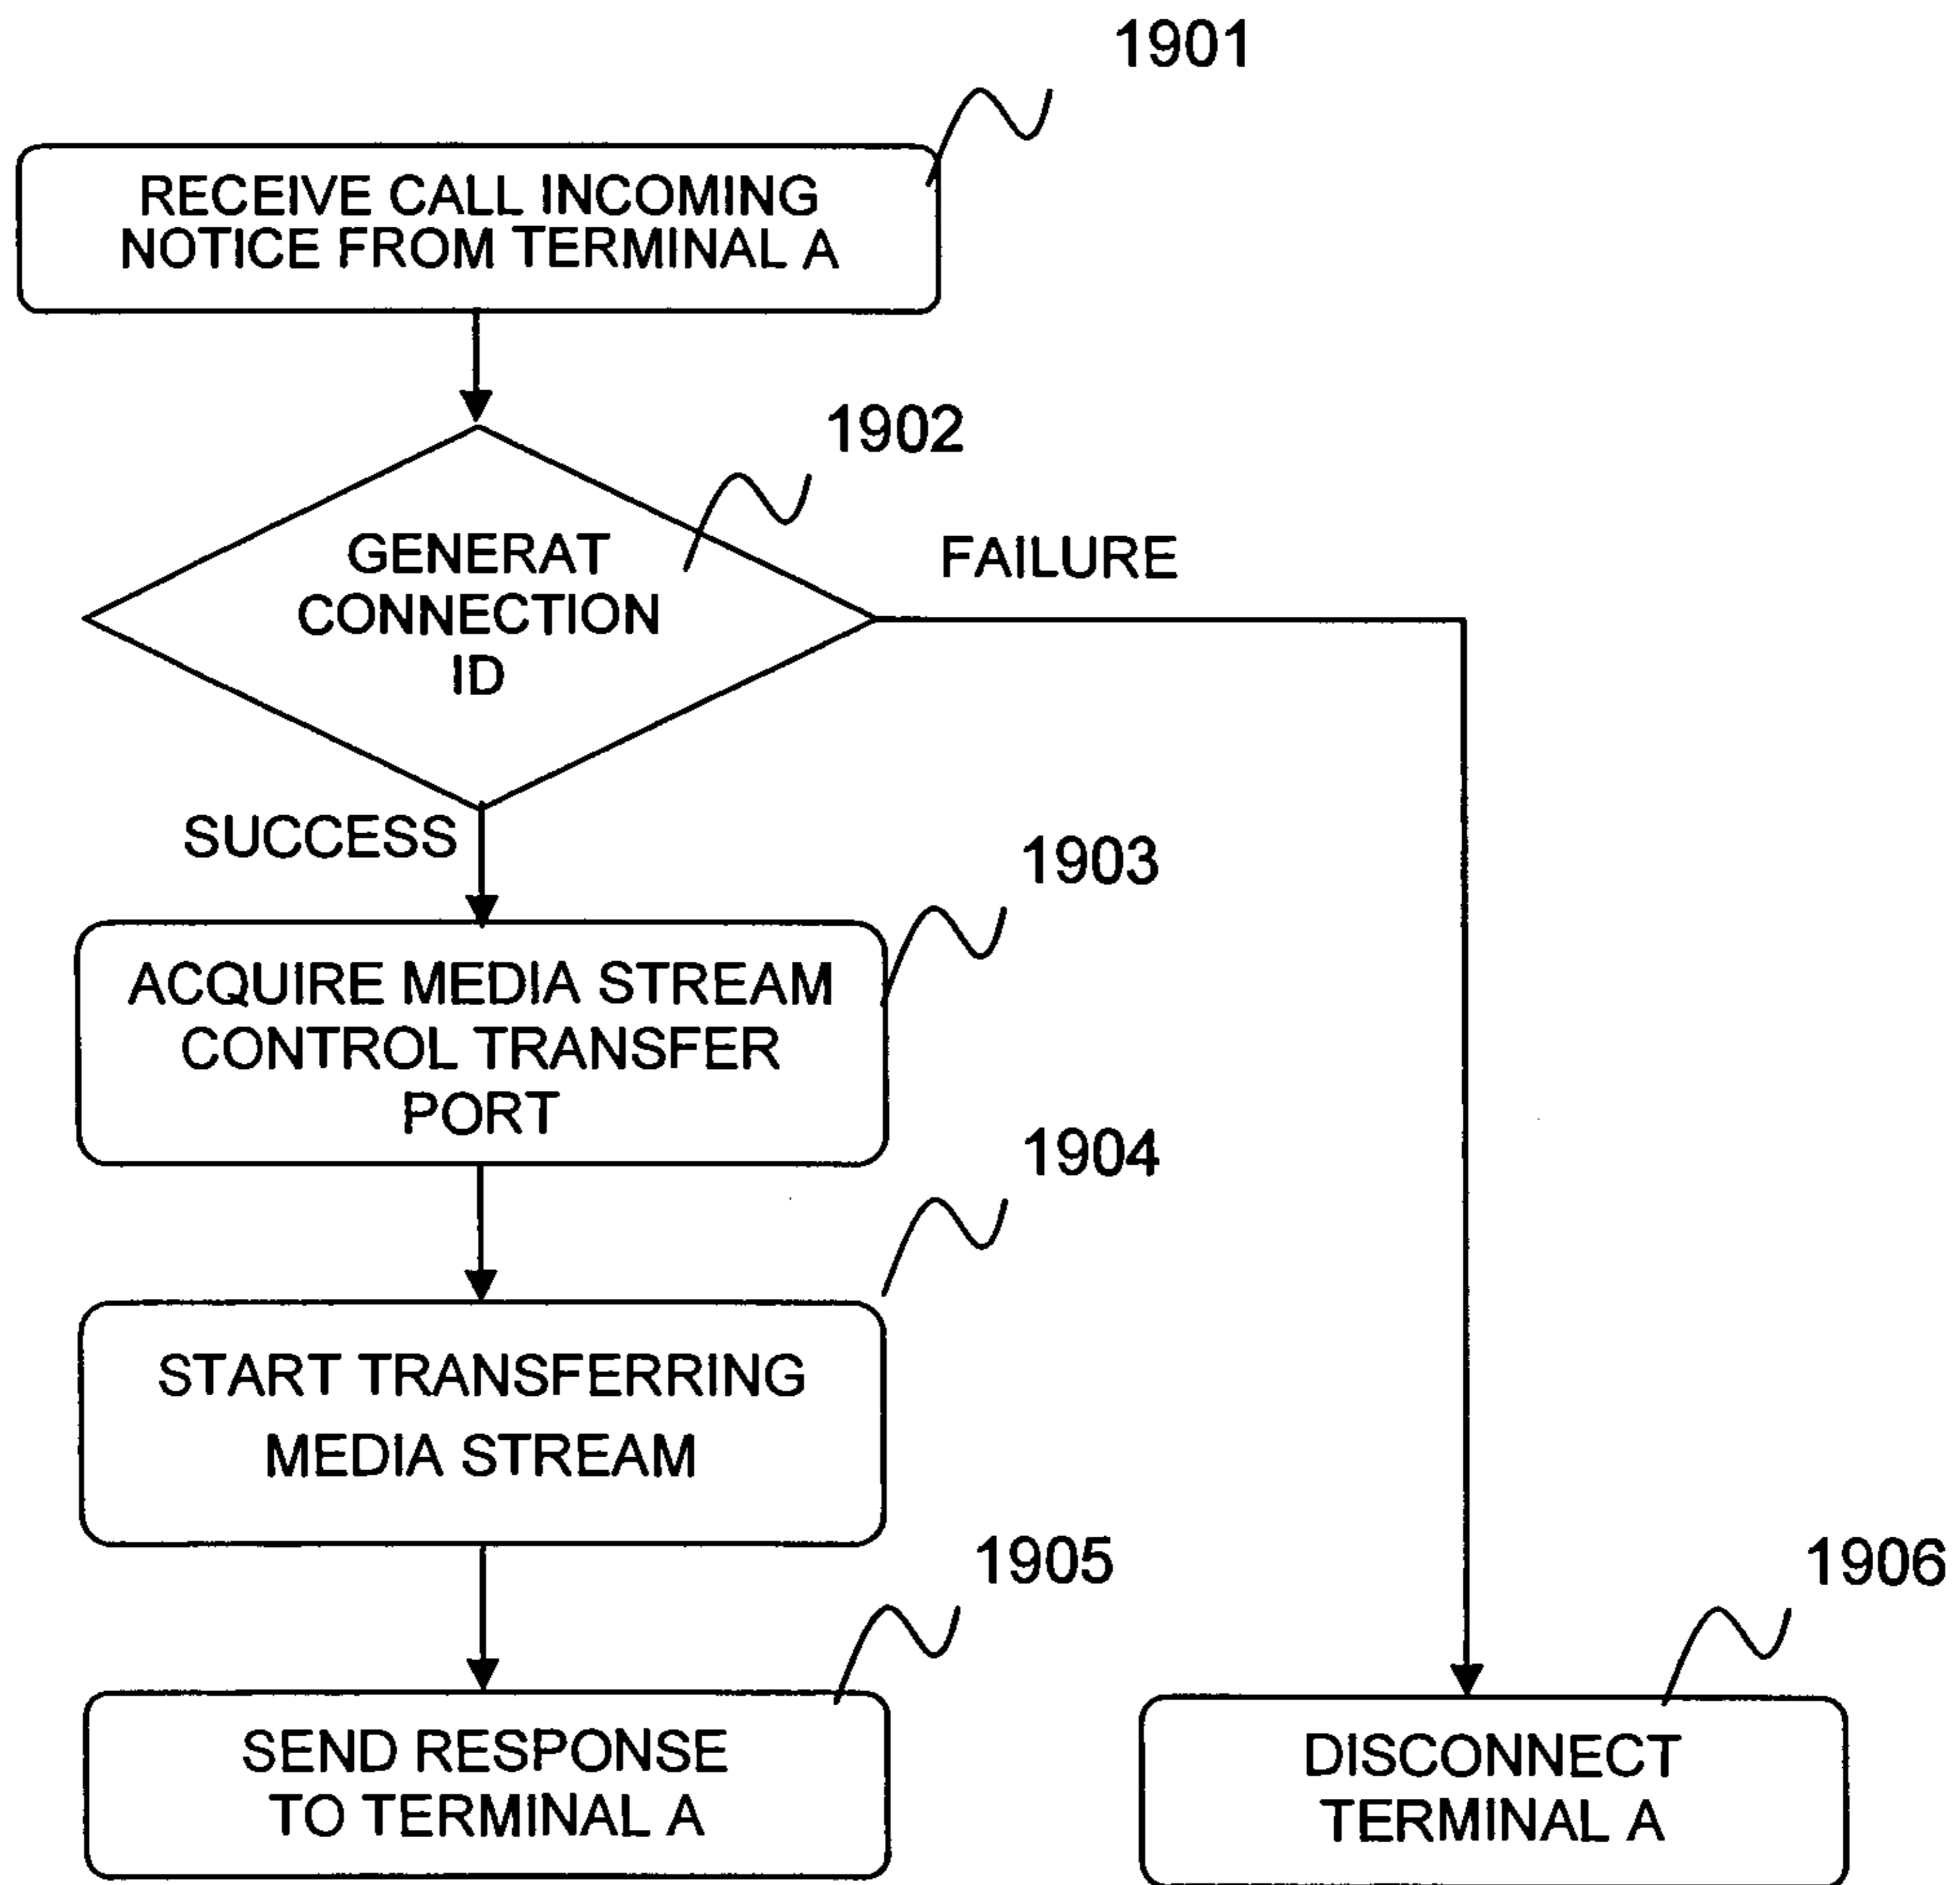 1901
RECEIVE CALL INCOMING
NOTICE FROM TERMINAL A
1902
GENERAT
CONNECTION
ID
FAILURE
SUCCESS
1903
ACQUIRE MEDIA STREAM
CONTROL TRANSFER
PORT
1904
START TRANSFERRING
MEDIA STREAM
1905
SEND RESPONSE
TO TERMINAL A
1906
DISCONNECT
TERMINAL A